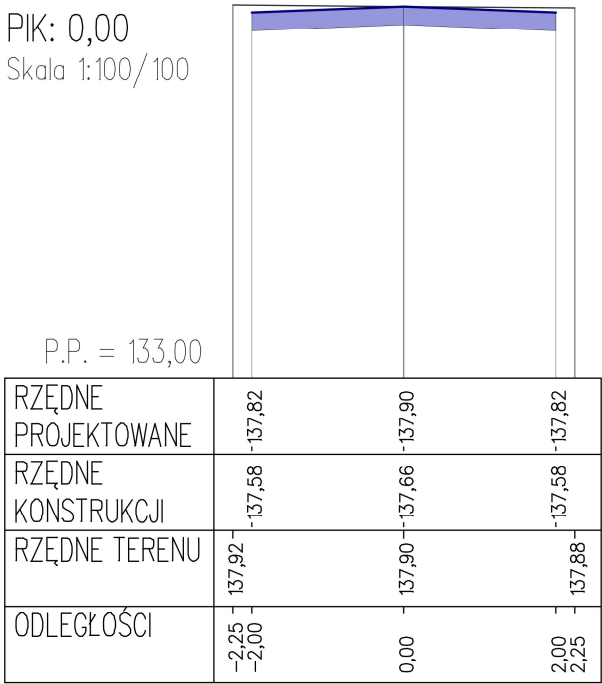 PIK: 0,00
Skala 1:100/100
P.P. = 133,00
RZĘDNE
PROJEKTOWANE
137,82
137,90
137,82
RZĘDNE
KONSTRUKCJI
137,58
137,66
137,58
RZĘDNE TERENU
137,92
137,90
137,88
ODLEGŁOŚCI
-2,25
-2,00
0,00
2,00
2,25